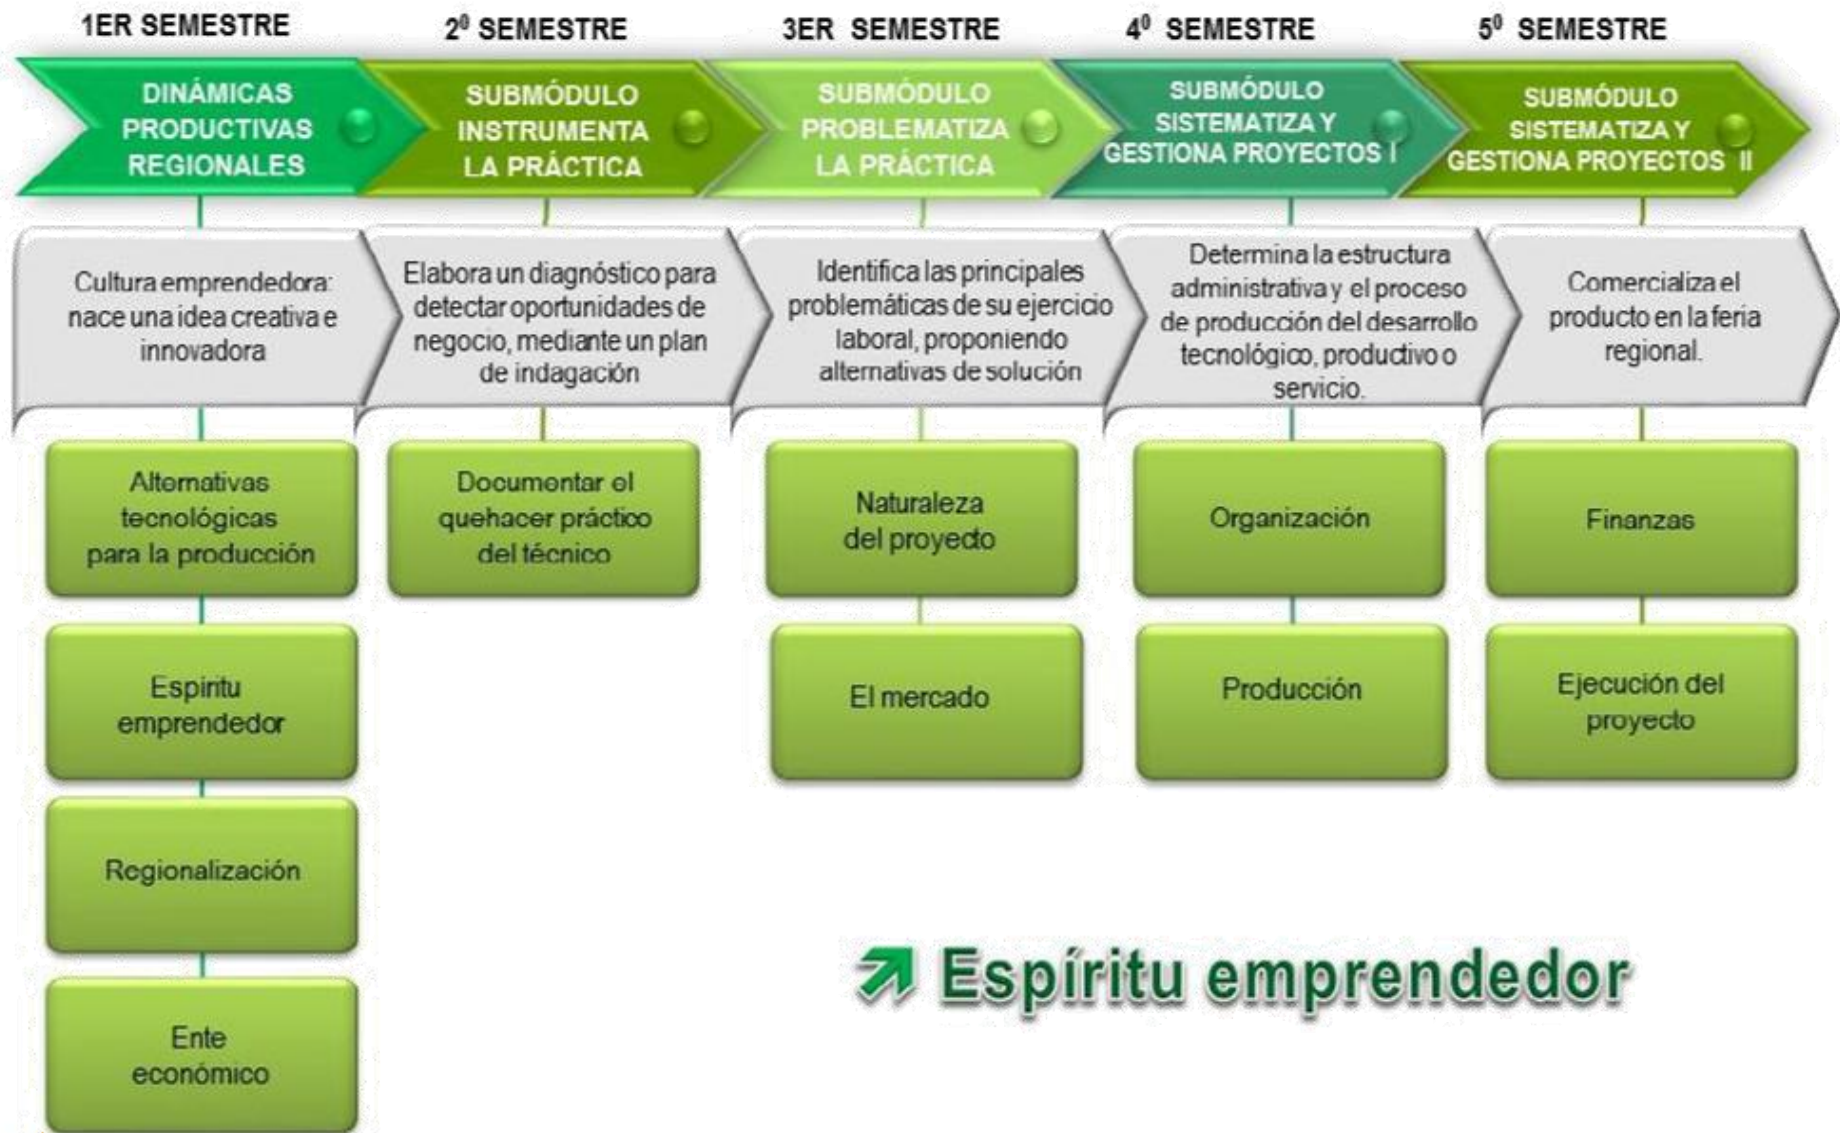 1ER SEMESTRE
2⁰ SEMESTRE
3ER SEMESTRE
4⁰ SEMESTRE
5⁰ SEMESTRE
DINÁMICAS
PRODUCTIVAS
REGIONALES
SUBMÓDULO
INSTRUMENTA
LA PRÁCTICA
SUBMÓDULO
PROBLEMATIZA
LA PRÁCTICA
SUBMÓDULO
SISTEMATIZA Y
GESTIONA PROYECTOS I
SUBMÓDULO
SISTEMATIZA Y
GESTIONA PROYECTOS II
Cultura emprendedora:
nace una idea creativa e
innovadora
Elabora un diagnóstico para
detectar oportunidades de
negocio, mediante un plan
de indagación
Identifica las principales
problemáticas de su ejercicio
laboral, proponiendo
alternativas de solución
Determina la estructura
administrativa y el proceso
de producción del desarrollo
tecnológico, productivo o
servicio.
Comercializa el
producto en la feria
regional.
Alternativas
tecnológicas
para la producción
Documentar el
quehacer práctico
del técnico
Naturaleza
del proyecto
Organización
Finanzas
Espiritu
emprendedor
El mercado
Producción
Ejecución del
proyecto
Regionalización
Ente
económico
Espíritu emprendedor